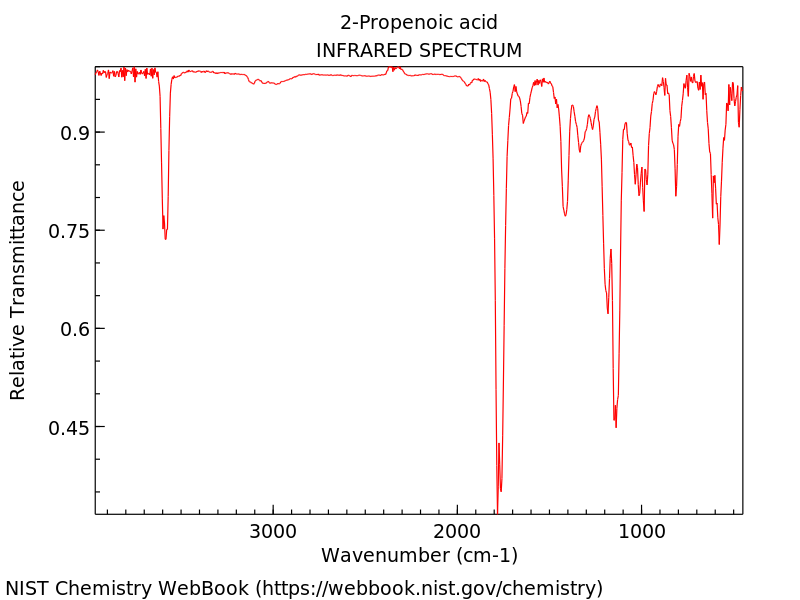 2-Propenoic acid
INFRARED SPECTRUM
Relative Transmittance
0.9
0.75
0.6
0.45
3000 2000 1000
Wavenumber (cm-1)
NIST Chemistry WebBook (https://webbook.nist.gov/chemistry)